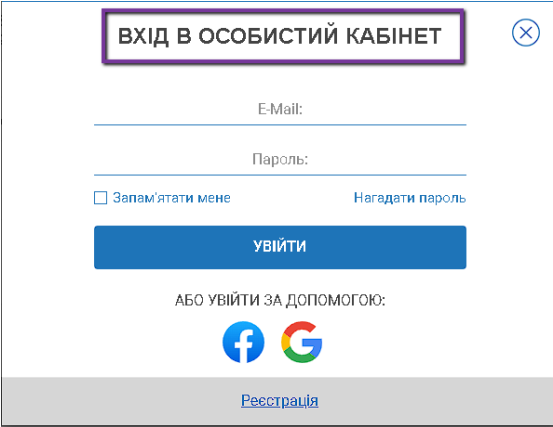 ВХІД В ОСОБИСТИЙ КАБІНЕТ
E-Mail:
Пароль:
Запам'ятати мене Нагадати пароль
УВІЙТИ
АБО УВІЙТИ ЗА ДОПОМОГОЮ:
Реєстрація